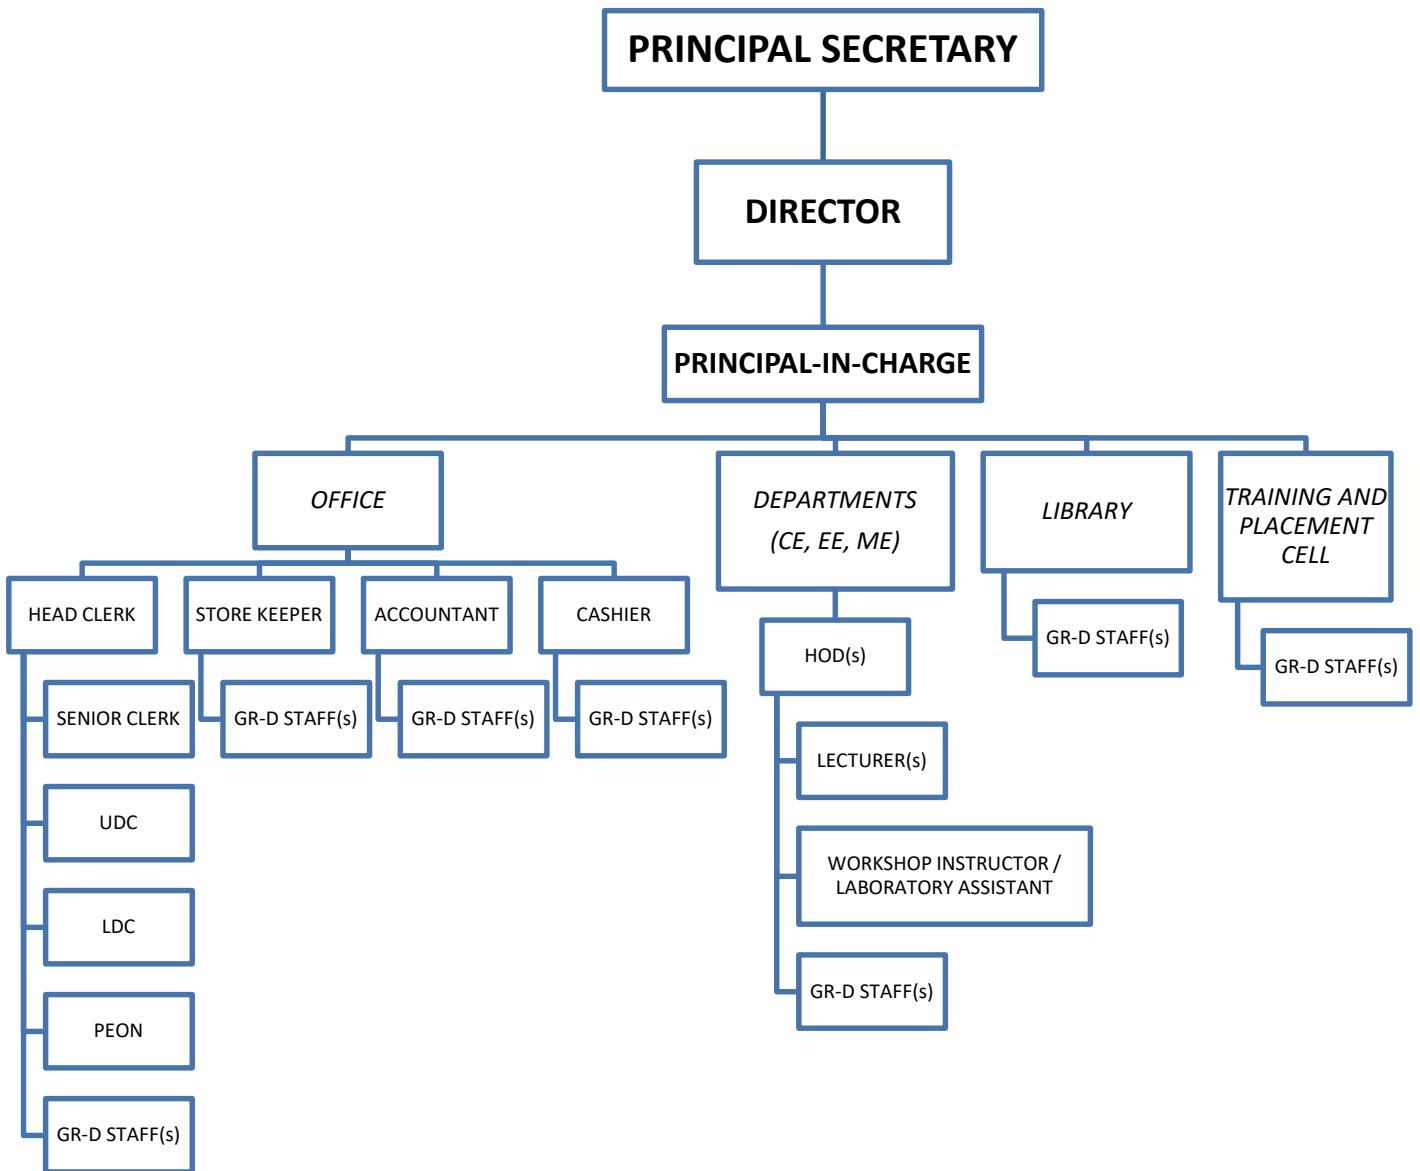 PRINCIPAL SECRETARY
DIRECTOR
PRINCIPAL-IN-CHARGE
OFFICE
DEPARTMENTS
(CE, EE, ME)
LIBRARY
TRAINING AND
PLACEMENT
CELL
HEAD CLERK
STORE KEEPER
ACCOUNTANT
CASHIER
HOD(s)
GR-D STAFF(s)
GR-D STAFF(s)
SENIOR CLERK
GR-D STAFF(s)
GR-D STAFF(s)
GR-D STAFF(s)
LECTURER(s)
UDC
WORKSHOP INSTRUCTOR /
LABORATORY ASSISTANT
LDC
GR-D STAFF(s)
PEON
GR-D STAFF(s)